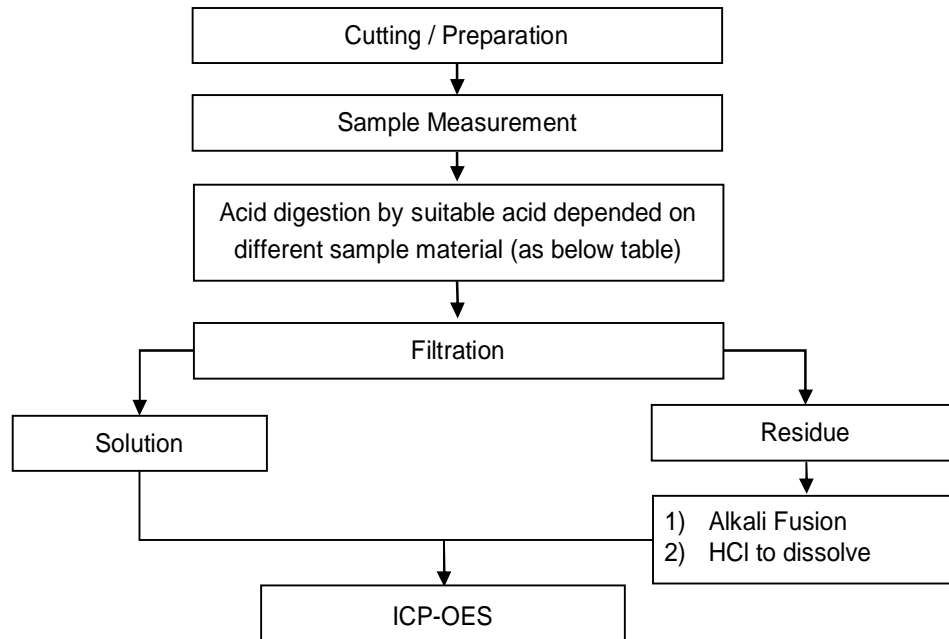 Cutting / Preparation
Sample Measurement
Acid digestion by suitable acid depended on
different sample material (as below table)
Filtration
Solution
Residue
1) Alkali Fusion
2) HCl to dissolve
ICP-OES